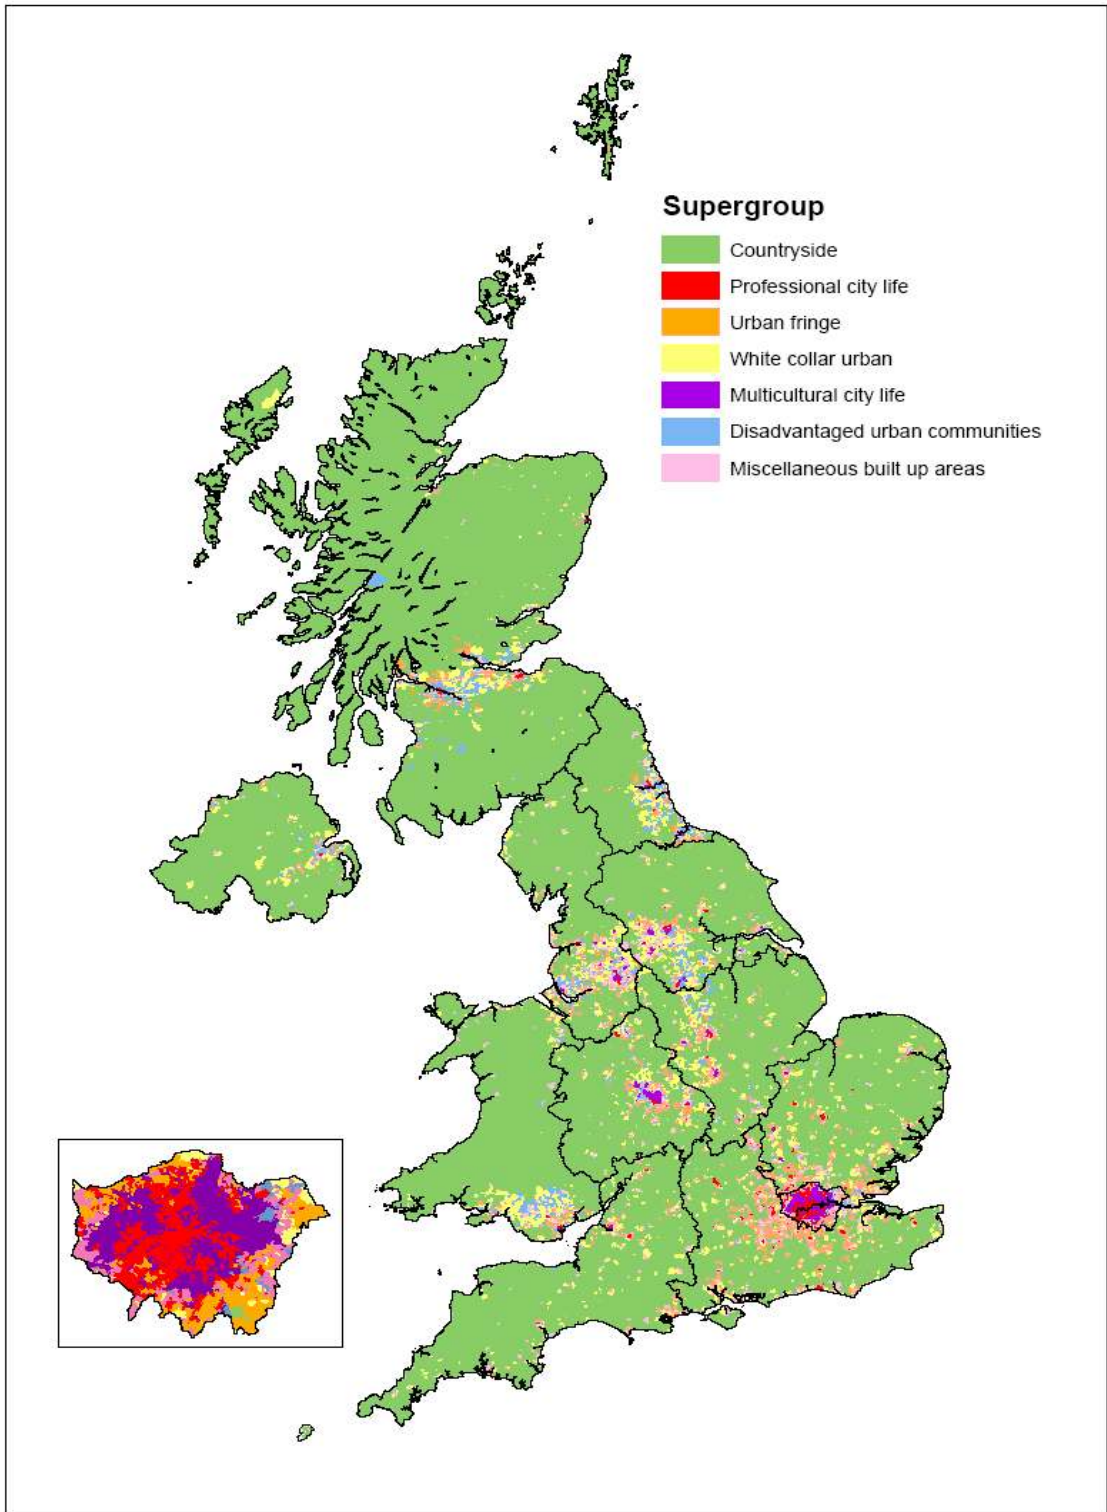 Supergroup
Countryside
Professional city life
Urban fringe
White collar urban
Multicultural city life
Disadvantaged urban communities
Miscellaneous built up areas